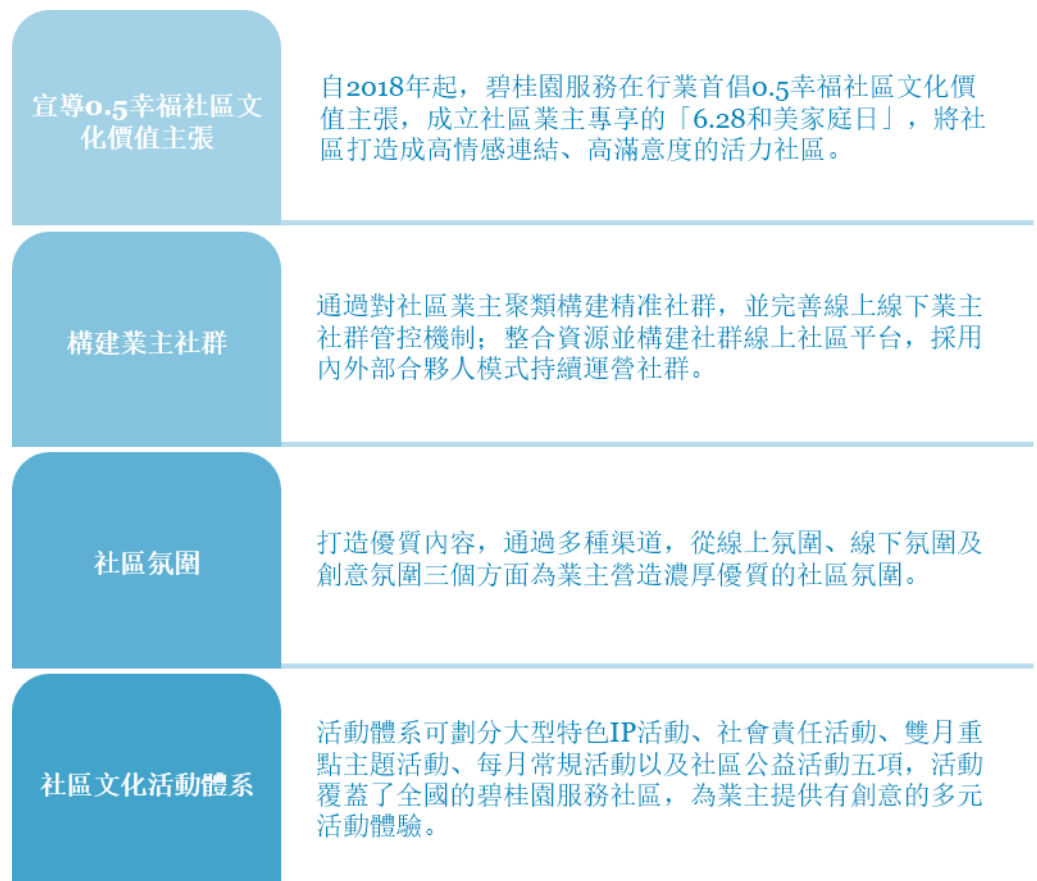 宣導0.5幸福社區文
化價值主張
自2018年起，碧桂園服務在行業首倡0.5幸福社區文化價
值主張，成立社區業主專享的「6.28和美家庭日」，將社
區打造成高情感連結、高滿意度的活力社區。
構建業主社群
通過對社區業主聚類構建精准社群，並完善線上線下業主
社群管控機制；整合資源並構建社群線上社區平台，採用
內外部合夥人模式持續運營社群。
社區氛圍
打造優質內容，通過多種渠道，從線上氛圍、線下氛圍及
創意氛圍三個方面為業主營造濃厚優質的社區氛圍。
社區文化活動體系
活動體系可劃分大型特色IP活動、社會責任活動、雙月重
點主題活動、每月常規活動以及社區公益活動五項，活動
覆蓋了全國的碧桂園服務社區，為業主提供有創意的多元
活動體驗。